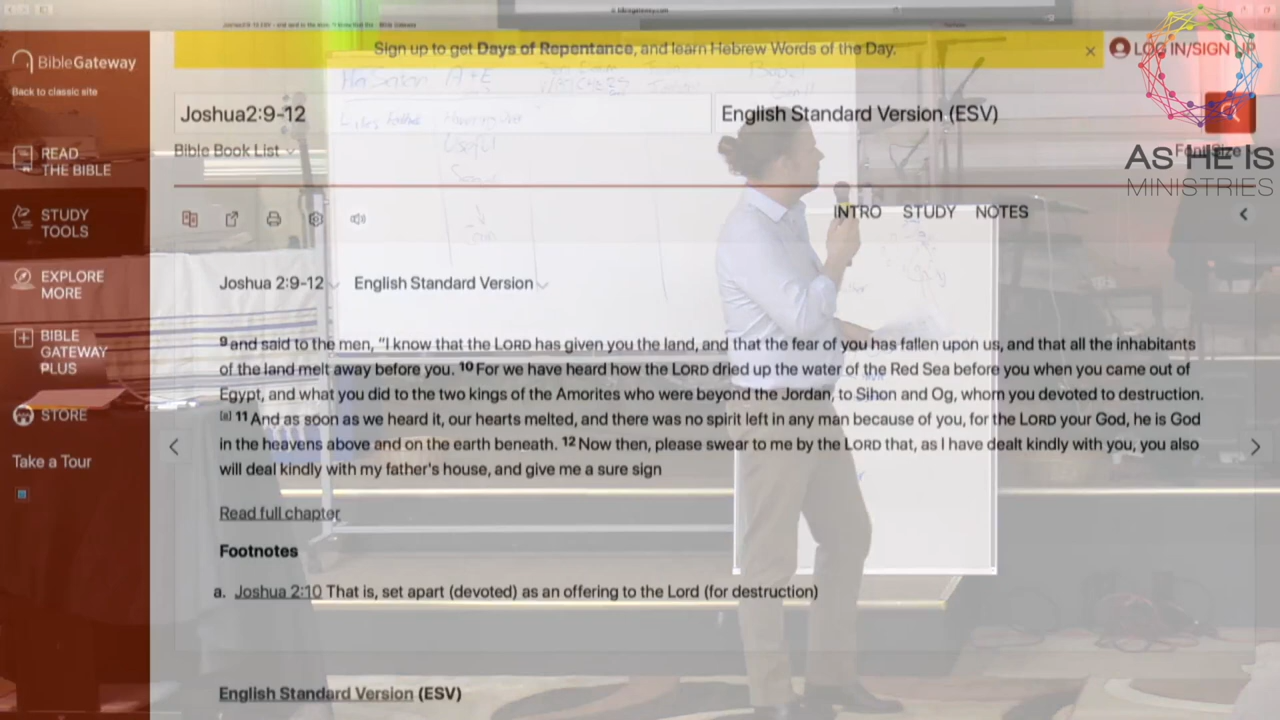 biblegateway.com
Sign up to get Days of Repentance, and learn Hebrew Words of the Day.
LOG IN/SIGN UP
BibleGateway
Back to classic site
Joshua2:9-12
English Standard Version (ESV)
Bible Book List
Font Size
AS HE IS
MINISTRIES
READ
THE BIBLE
STUDY
TOOLS
EXPLORE
MORE
BIBLE
GATEWAY
PLUS
STORE
Take a Tour
INTRO STUDY NOTES
Joshua 2:9-12 English Standard Version
9 and said to the men, “I know that the LORD has given you the land, and that the fear of you has fallen upon us, and that all the inhabitants
of the land melt away before you. 10 For we have heard how the LORD dried up the water of the Red Sea before you when you came out of
Egypt, and what you did to the two kings of the Amorites who were beyond the Jordan, to Sihon and Og, whom you devoted to destruction.
[a] 11 And as soon as we heard it, our hearts melted, and there was no spirit left in any man because of you, for the LORD your God, he is God
in the heavens above and on the earth beneath. 12 Now then, please swear to me by the LORD that, as I have dealt kindly with you, you also
will deal kindly with my father's house, and give me a sure sign
Read full chapter
Footnotes
a. Joshua 2:10 That is, set apart (devoted) as an offering to the Lord (for destruction)
English Standard Version (ESV)
A+E
Useful